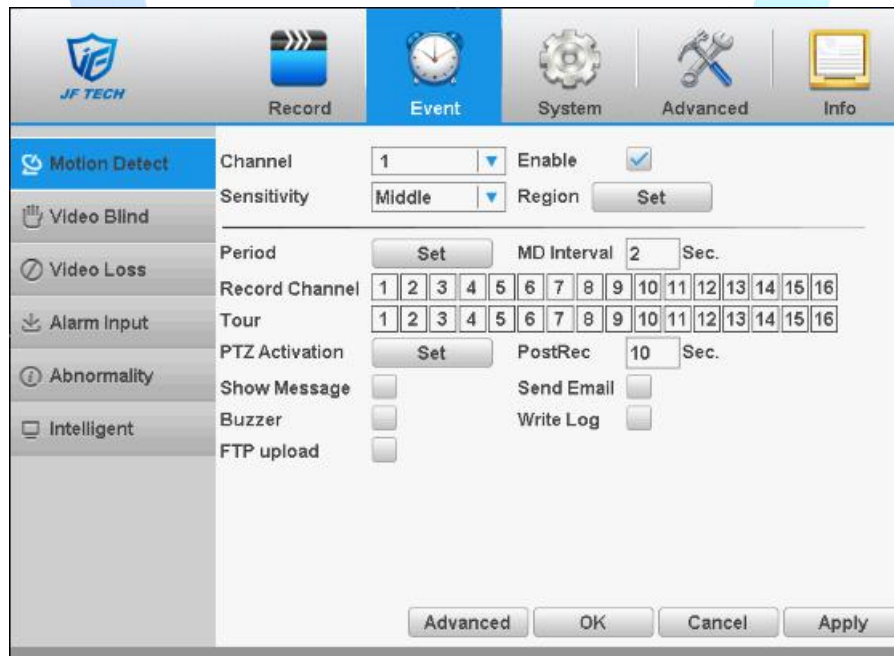 JF TECH
Record Event System Advanced Info
Motion Detect
Video Blind
Video Loss
Alarm Input
Abnormality
Intelligent
Channel 1 Enable
Sensitivity Middle Region Set
Period Set MD Interval 2 Sec.
Record Channel 1 2 3 4 5 6 7 8 9 10 11 12 13 14 15 16
Tour 1 2 3 4 5 6 7 8 9 10 11 12 13 14 15 16
PTZ Activation Set PostRec 10 Sec.
Show Message Send Email
Buzzer Write Log
FTP upload
Advanced OK Cancel Apply